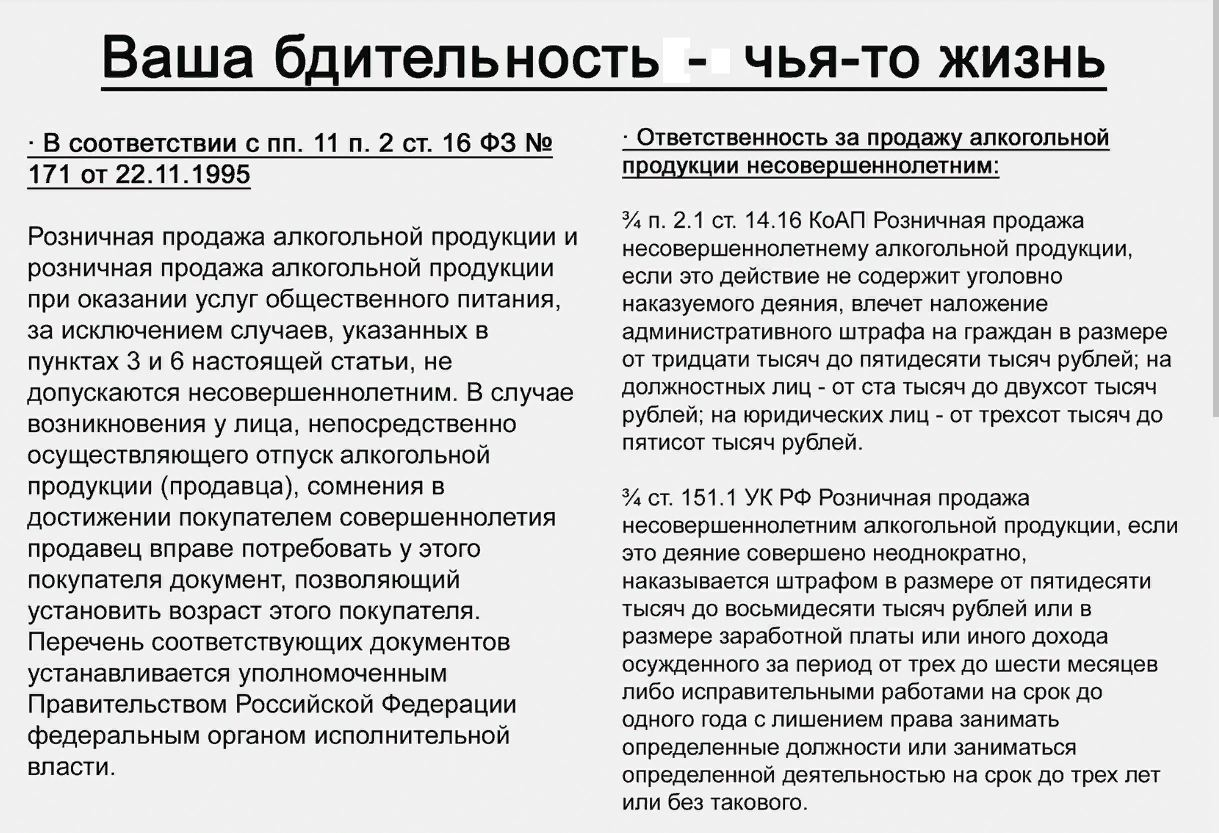 Ваша бдительность - чья-то жизнь
· В соответствии с пп. 11 п. 2 ст. 16 ФЗ №
171 от 22.11.1995
Розничная продажа алкогольной продукции и
розничная продажа алкогольной продукции
при оказании услуг общественного питания,
за исключением случаев, указанных в
пунктах 3 и 6 настоящей статьи, не
допускаются несовершеннолетним. В случае
возникновения у лица, непосредственно
осуществляющего отпуск алкогольной
продукции (продавца), сомнения в
достижении покупателем совершеннолетия
продавец вправе потребовать у этого
покупателя документ, позволяющий
установить возраст этого покупателя.
Перечень соответствующих документов
устанавливается уполномоченным
Правительством Российской Федерации
федеральным органом исполнительной
власти.
· Ответственность за продажу алкогольной
продукции несовершеннолетним:
¾ п. 2.1 ст. 14.16 КоАП Розничная продажа
несовершеннолетнему алкогольной продукции,
если это действие не содержит уголовно
наказуемого деяния, влечет наложение
административного штрафа на граждан в размере
от тридцати тысяч до пятидесяти тысяч рублей; на
должностных лиц - от ста тысяч до двухсот тысяч
рублей; на юридических лиц - от трехсот тысяч до
пятисот тысяч рублей.
¾ ст. 151.1 УК РФ Розничная продажа
несовершеннолетним алкогольной продукции, если
это деяние совершено неоднократно,
наказывается штрафом в размере от пятидесяти
тысяч до восьмидесяти тысяч рублей или в
размере заработной платы или иного дохода
осужденного за период от трех до шести месяцев
либо исправительными работами на срок до
одного года с лишением права занимать
определенные должности или заниматься
определенной деятельностью на срок до трех лет
или без такового.